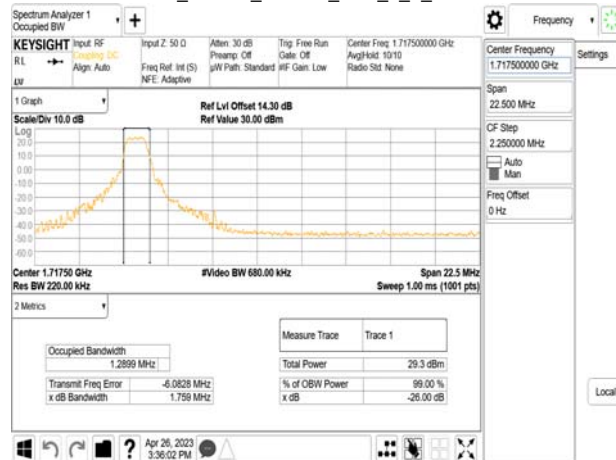 Spectrum Analyzer 1
Occupied BW
Frequency
KEYSIGHT
Input: RF
Coupling: DC
Align: Auto
Input Z: 50 Ω
Freq Ref: Int (S)
NFE: Adaptive
Atten: 30 dB
Preamp: Off
µW Path: Standard
Trig: Free Run
Gate: Off
#IF Gain: Low
Center Freq: 1.717500000 GHz
Avg|Hold: 10/10
Radio Std: None
RL
Center Frequency
1.717500000 GHz
Settings
Span
22.500 MHz
CF Step
2.250000 MHz
Auto
Man
Freq Offset
0 Hz
Local
1 Graph
Scale/Div 10.0 dB
Ref Lvl Offset 14.30 dB
Ref Value 30.00 dBm
Log
20.0
10.0
0.00
-10.0
-20.0
-30.0
-40.0
-50.0
-60.0
Center 1.71750 GHz
Res BW 220.00 kHz
#Video BW 680.00 kHz
Span 22.5 MHz
Sweep 1.00 ms (1001 pts)
2 Metrics
Measure Trace
Trace 1
Occupied Bandwidth
1.2899 MHz
Total Power
29.3 dBm
Transmit Freq Error
-6.0828 MHz
% of OBW Power
99.00 %
x dB Bandwidth
1.759 MHz
x dB
-26.00 dB
?
Apr 26, 2023
3:36:02 PM